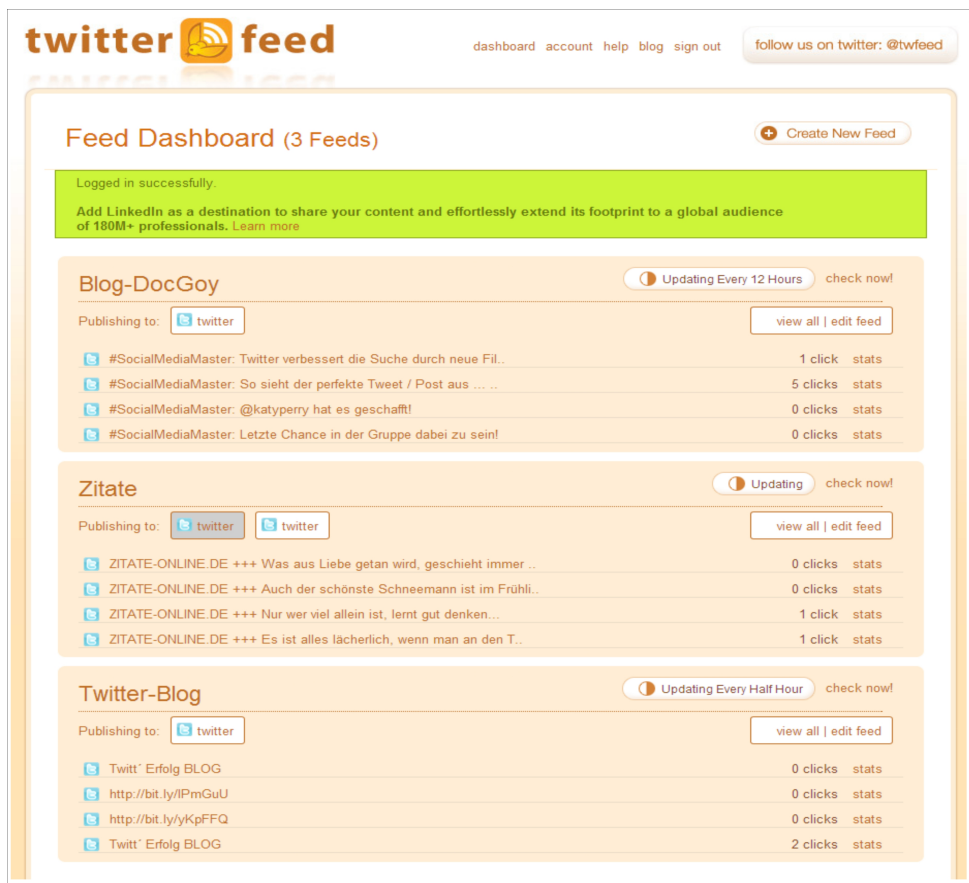 twitter feed
dashboard account help blog sign out
follow us on twitter: @twfeed
Feed Dashboard (3 Feeds)
Create New Feed
Logged in successfully.
Add LinkedIn as a destination to share your content and effortlessly extend its footprint to a global audience
of 180M+ professionals. Learn more
Blog-DocGoy
Updating Every 12 Hours check now!
Publishing to: twitter
view all | edit feed
#SocialMediaMaster: Twitter verbessert die Suche durch neue Fil.. 1 click stats
#SocialMediaMaster: So sieht der perfekte Tweet / Post aus ... .. 5 clicks stats
#SocialMediaMaster: @katyperry hat es geschafft! 0 clicks stats
#SocialMediaMaster: Letzte Chance in der Gruppe dabei zu sein! 0 clicks stats
Zitate
Updating check now!
Publishing to: twitter twitter
view all | edit feed
ZITATE-ONLINE.DE +++ Was aus Liebe getan wird, geschieht immer .. 0 clicks stats
ZITATE-ONLINE.DE +++ Auch der schönste Schneemann ist im Frühli.. 0 clicks stats
ZITATE-ONLINE.DE +++ Nur wer viel allein ist, lernt gut denken... 1 click stats
ZITATE-ONLINE.DE +++ Es ist alles lächerlich, wenn man an den T.. 1 click stats
Twitter-Blog
Updating Every Half Hour check now!
Publishing to: twitter
view all | edit feed
Twitt´ Erfolg BLOG 0 clicks stats
http://bit.ly/IPmGuU 0 clicks stats
http://bit.ly/yKpFFQ 0 clicks stats
Twitt´ Erfolg BLOG 2 clicks stats